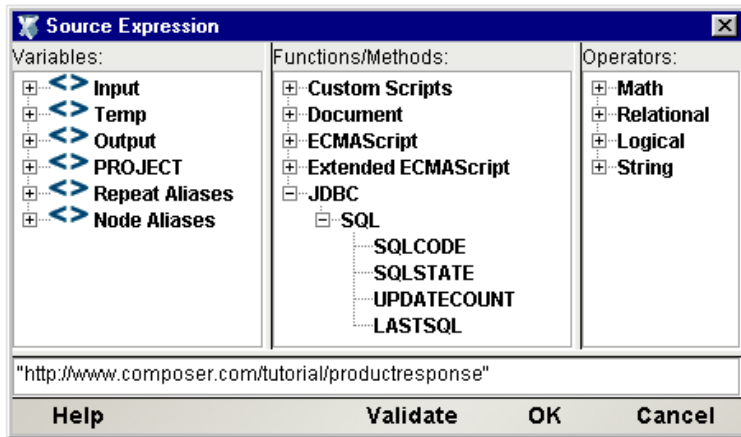 Source Expression
Variables:
Input
Temp
Output
PROJECT
Repeat Aliases
Node Aliases
Functions/Methods:
Custom Scripts
Document
ECMAScript
Extended ECMAScript
JDBC
SQL
SQLCODE
SQLSTATE
UPDATECOUNT
LASTSQL
Operators:
Math
Relational
Logical
String
"http://www.composer.com/tutorial/productresponse"
Help Validate OK Cancel